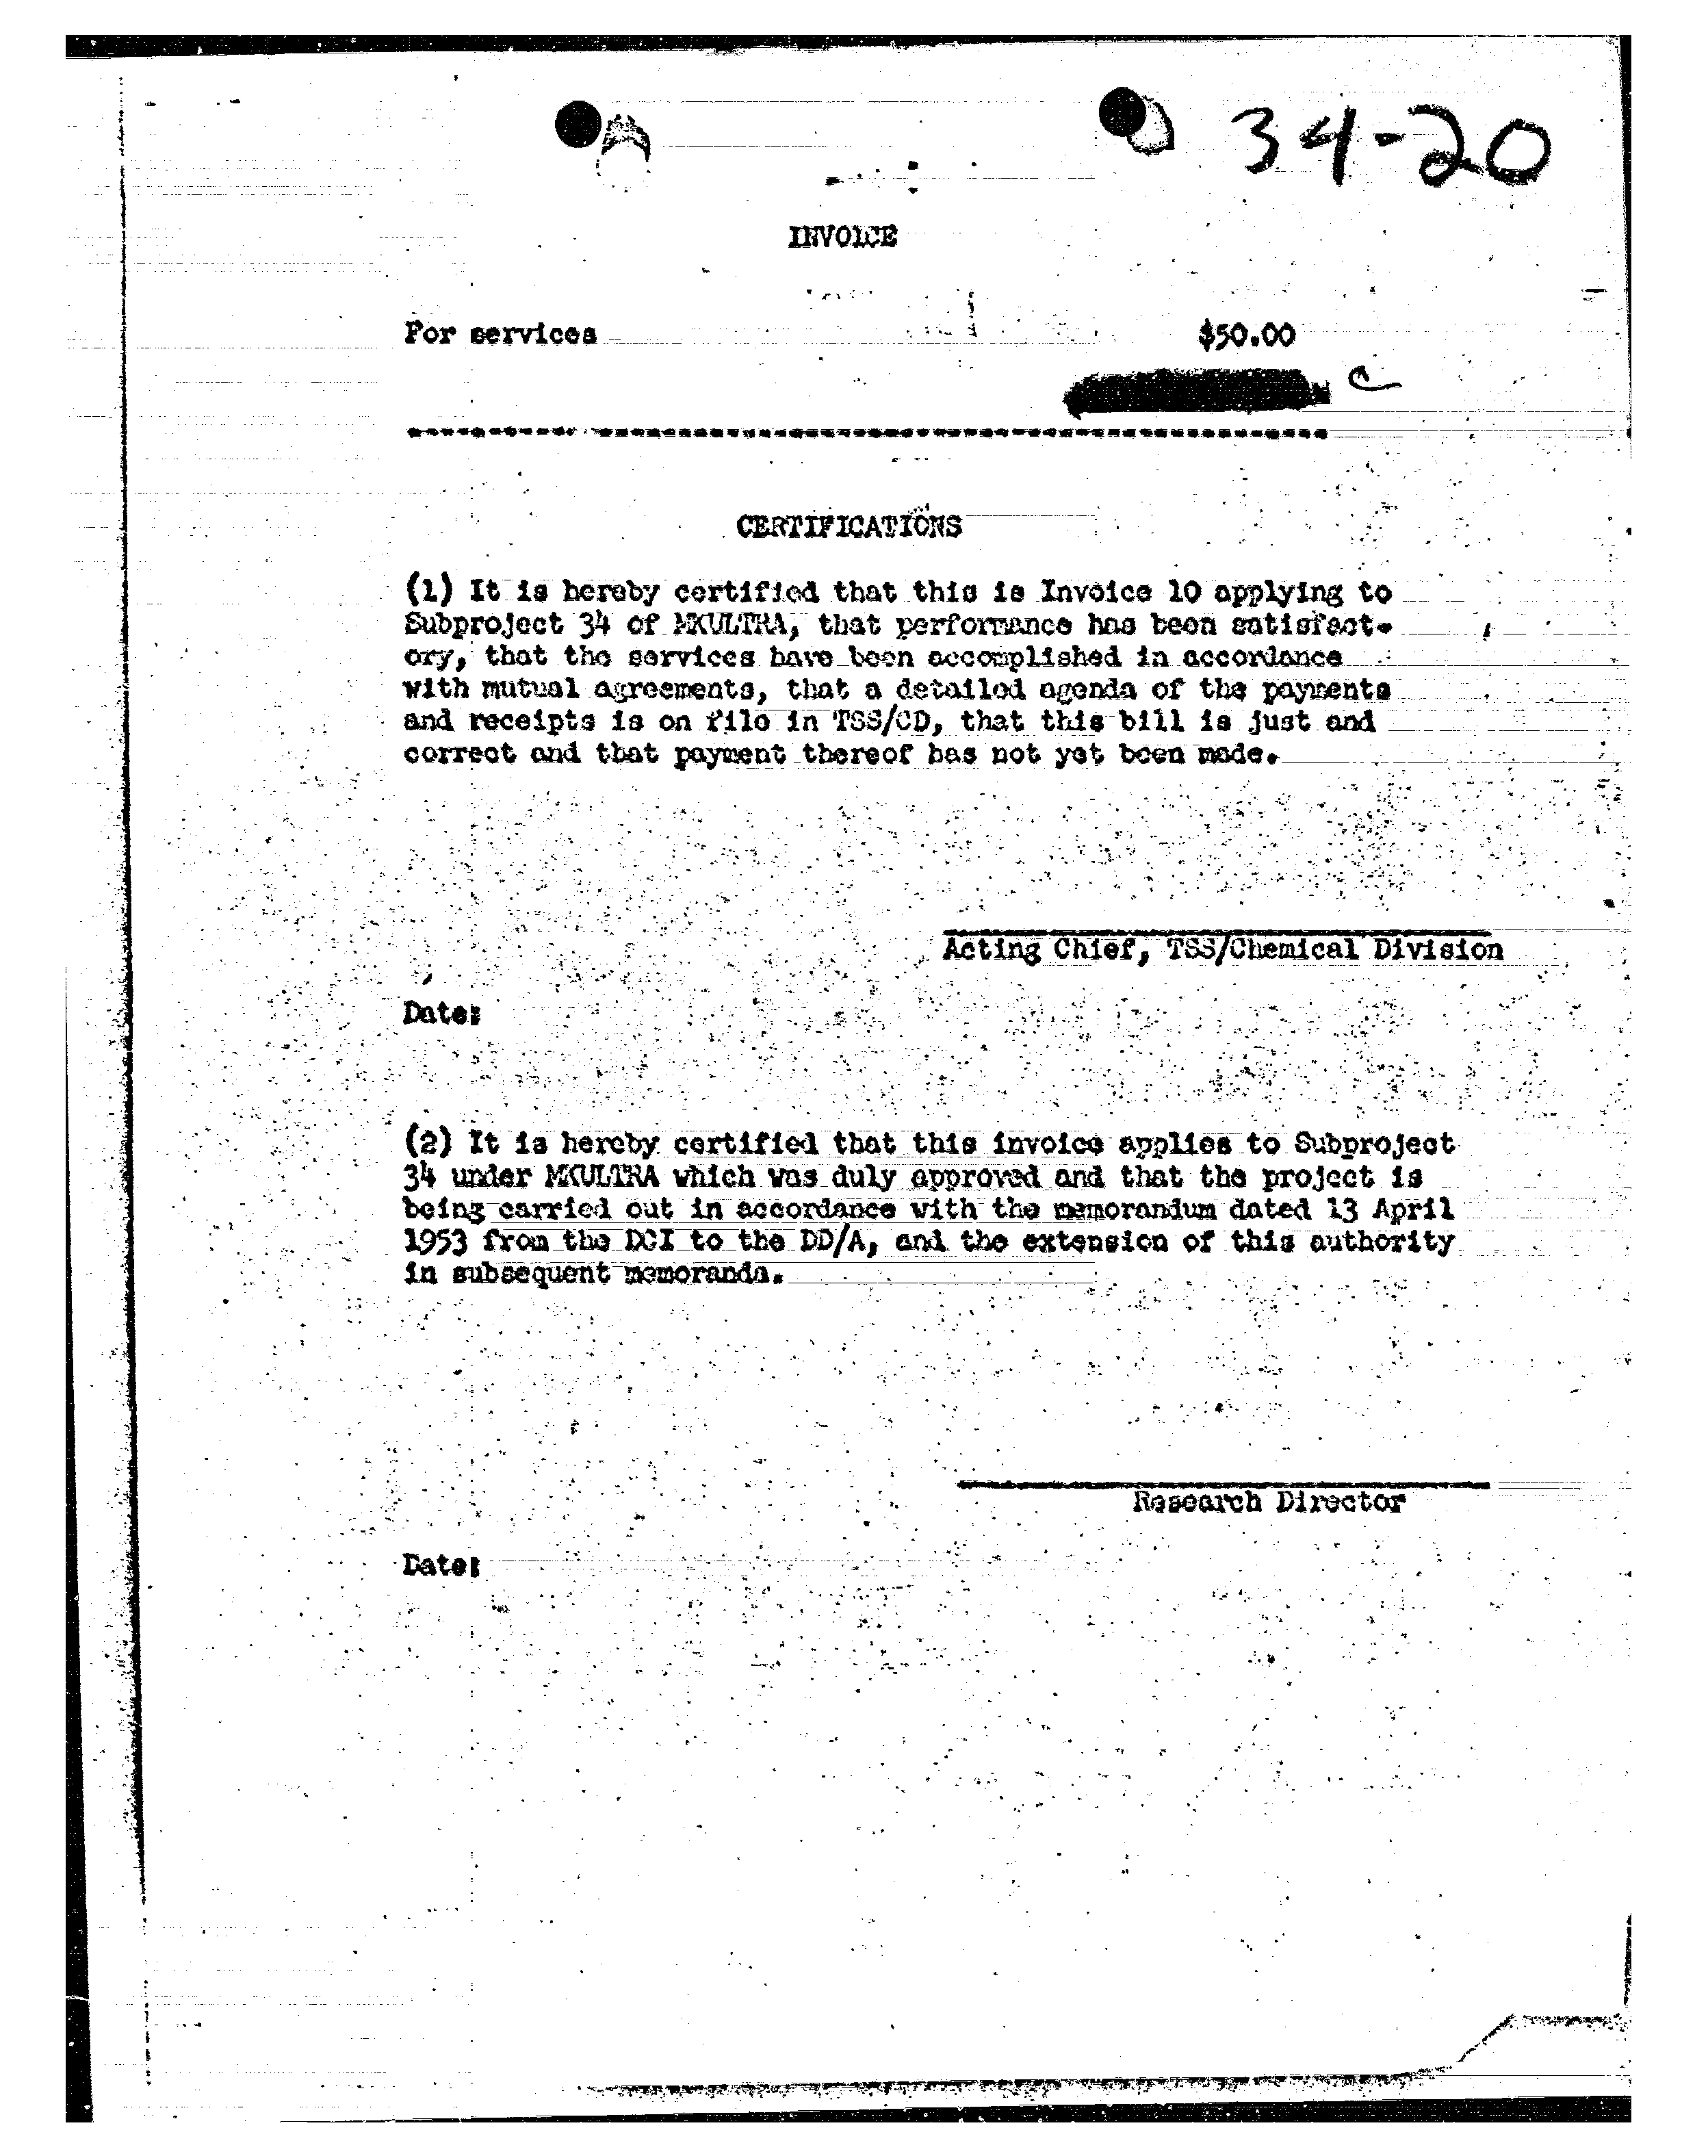 34-20
INVOICE
For services $50.00
C
CERTIFICATIONS
(1) It is hereby certified that this is Invoice 10 applying to
Subproject 34 of MKULTRA, that performance has been satisfact-
ory, that the services have been accomplished in accordance
with mutual agreements, that a detailed agenda of the payments
and receipts is on file in TSS/CD, that this bill is just and
correct and that payment thereof has not yet been made.
Acting Chief, TSS/Chemical Division
Date:
(2) It is hereby certified that this invoice applies to Subproject
34 under MKULTRA which was duly approved and that the project is
being carried out in accordance with the memorandum dated 13 April
1953 from the DCI to the DD/A, and the extension of this authority
in subsequent memoranda.
Research Director
Date: